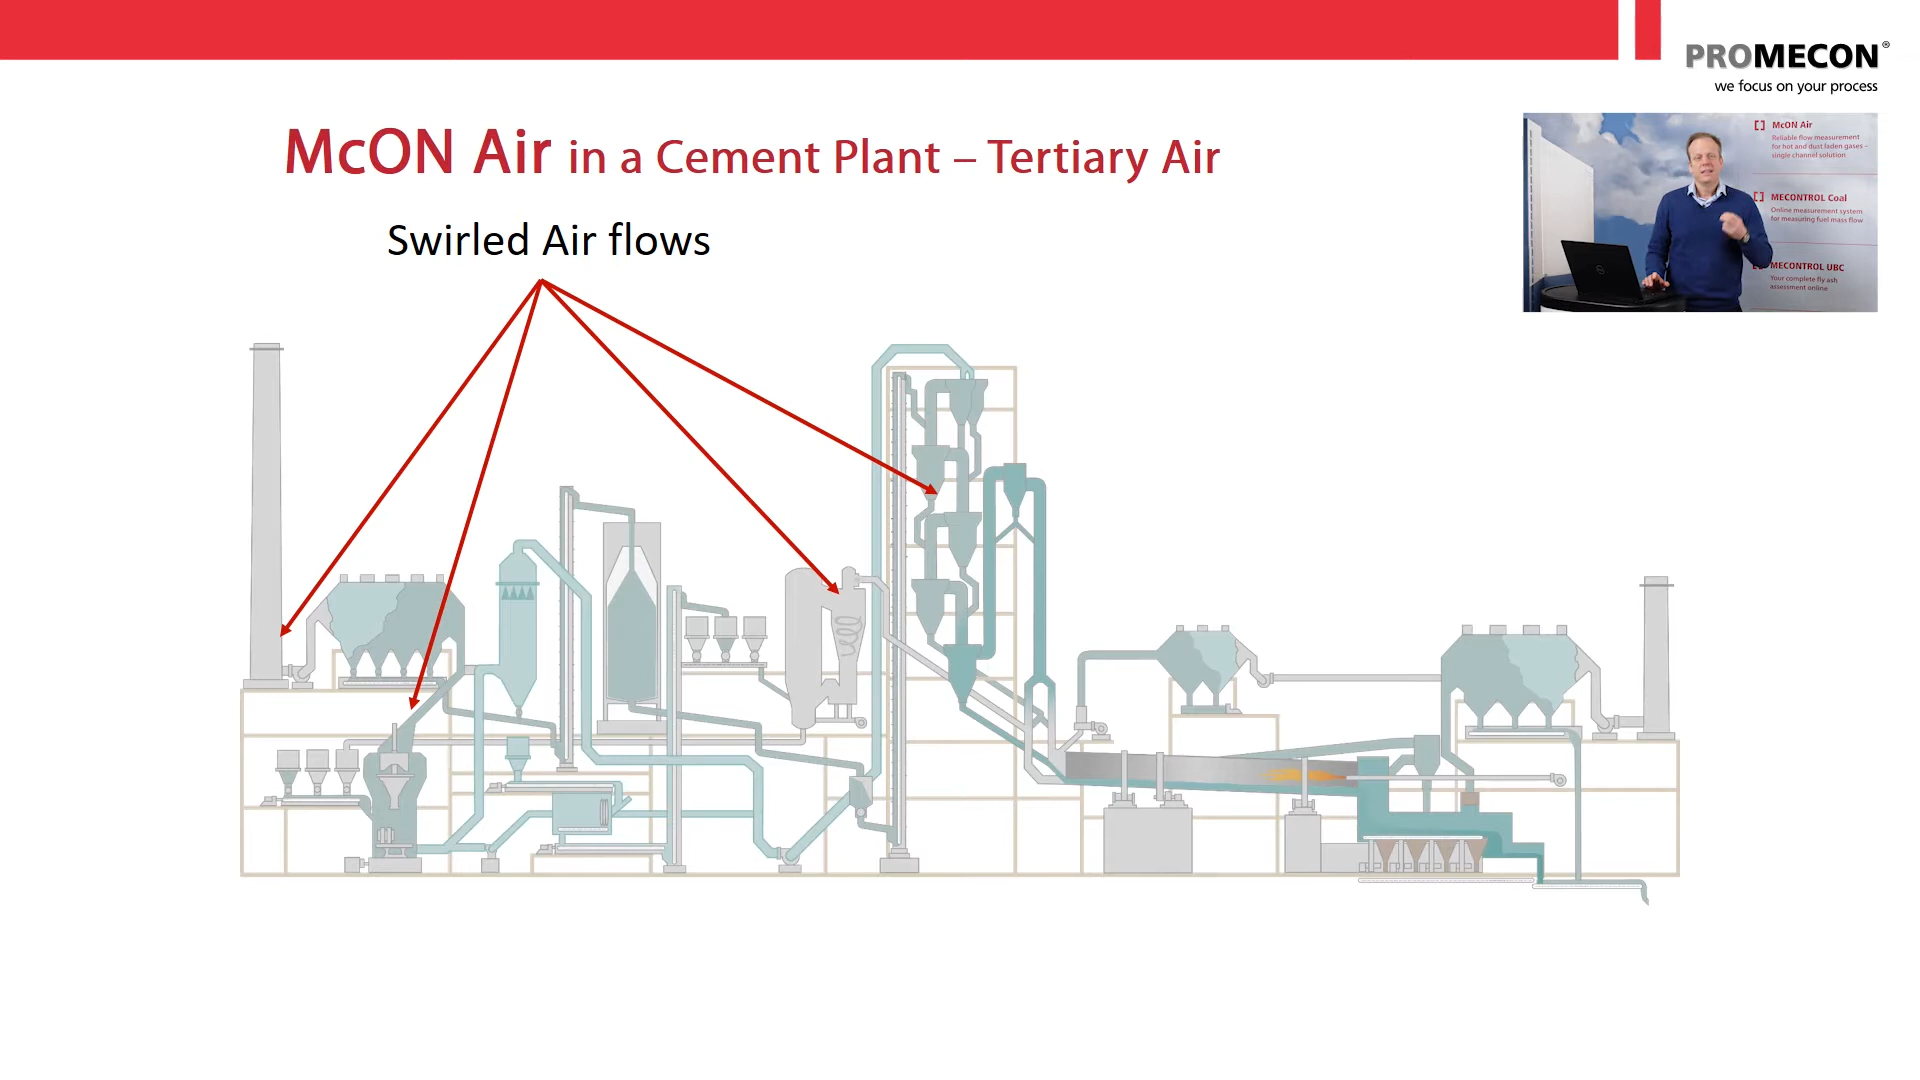 PROMECON®
we focus on your process
McON Air in a Cement Plant – Tertiary Air
Swirled Air flows
McON Air
Reliable flow measurement
for hot and dust laden gases –
single channel solution
MECONTROL Coal
Online measurement system
for measuring fuel mass flow
MECONTROL UBC
Your complete fly ash
assessment online